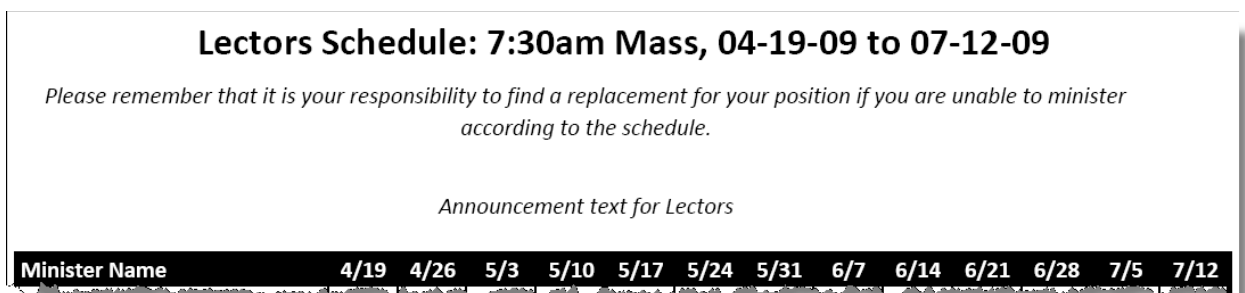 Lectors Schedule: 7:30am Mass, 04-19-09 to 07-12-09
Please remember that it is your responsibility to find a replacement for your position if you are unable to minister
according to the schedule.
Announcement text for Lectors
Minister Name 4/19 4/26 5/3 5/10 5/17 5/24 5/31 6/7 6/14 6/21 6/28 7/5 7/12